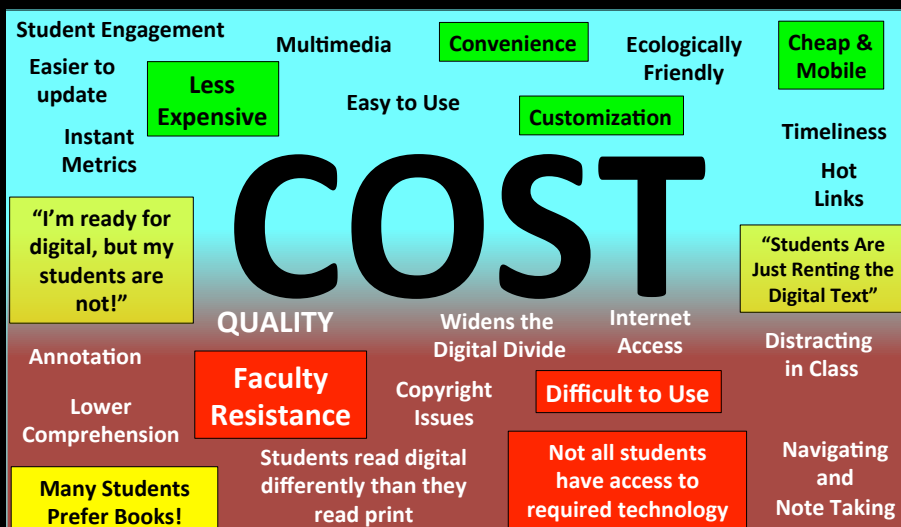 Student Engagement
Multimedia
Convenience
Ecologically
Friendly
Cheap &
Mobile
Easier to
update
Less
Expensive
Easy to Use
Customization
Instant
Metrics
Timeliness
Hot
Links
COST
“I’m ready for
digital, but my
students are
not!”
“Students Are
Just Renting the
Digital Text”
QUALITY
Widens the
Digital Divide
Internet
Access
Distracting
in Class
Annotation
Faculty
Resistance
Copyright
Issues
Difficult to Use
Lower
Comprehension
Students read digital
differently than they
read print
Not all students
have access to
required technology
Navigating
and
Note Taking
Many Students
Prefer Books!